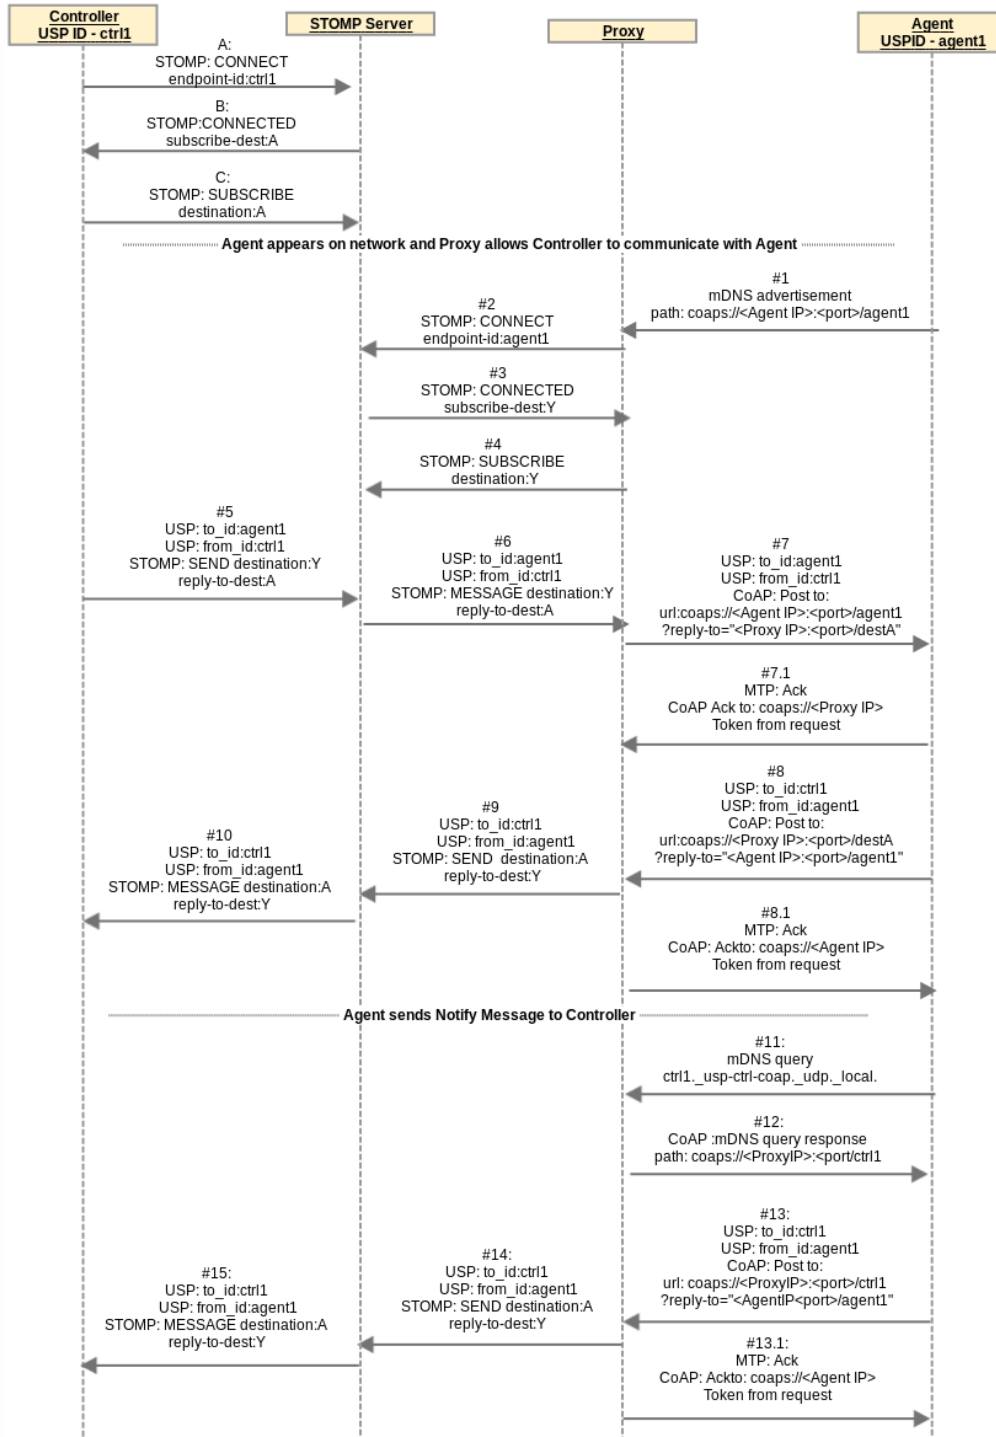 Controller
USP ID - ctrl1
STOMP Server
Proxy
Agent
USPID - agent1
A:
STOMP: CONNECT
endpoint-id:ctrl1
B:
STOMP:CONNECTED
subscribe-dest:A
C:
STOMP: SUBSCRIBE
destination:A
Agent appears on network and Proxy allows Controller to communicate with Agent
#1
mDNS advertisement
path: coaps://<Agent IP>:<port>/agent1
#2
STOMP: CONNECT
endpoint-id:agent1
#3
STOMP: CONNECTED
subscribe-dest:Y
#4
STOMP: SUBSCRIBE
destination:Y
#5
USP: to_id:agent1
USP: from_id:ctrl1
STOMP: SEND destination:Y
reply-to-dest:A
#6
USP: to_id:agent1
USP: from_id:ctrl1
STOMP: MESSAGE destination:Y
reply-to-dest:A
#7
USP: to_id:agent1
USP: from_id:ctrl1
CoAP: Post to:
url:coaps://<Agent IP>:<port>/agent1
?reply-to="<Proxy IP>:<port>/destA"
#7.1
MTP: Ack
CoAP Ack to: coaps://<Proxy IP>
Token from request
#8
USP: to_id:ctrl1
USP: from_id:agent1
CoAP: Post to:
url:coaps://<Proxy IP>:<port>/destA
?reply-to="<Agent IP>:<port>/agent1"
#9
USP: to_id:ctrl1
USP: from_id:agent1
STOMP: SEND  destination:A
reply-to-dest:Y
#10
USP: to_id:ctrl1
USP: from_id:agent1
STOMP: MESSAGE destination:A
reply-to-dest:Y
#8.1
MTP: Ack
CoAP: Ackto: coaps://<Agent IP>
Token from request
Agent sends Notify Message to Controller
#11:
mDNS query
ctrl1._usp-ctrl-coap._udp._local.
#12:
CoAP :mDNS query response
path: coaps://<ProxyIP>:<port/ctrl1
#13:
USP: to_id:ctrl1
USP: from_id:agent1
CoAP: Post to:
url: coaps://<ProxyIP>:<port>/ctrl1
?reply-to="<AgentIP<port>/agent1"
#14:
USP: to_id:ctrl1
USP: from_id:agent1
STOMP: SEND destination:A
reply-to-dest:Y
#15:
USP: to_id:ctrl1
USP: from_id:agent1
STOMP: MESSAGE destination:A
reply-to-dest:Y
#13.1:
MTP: Ack
CoAP: Ackto: coaps://<Agent IP>
Token from request